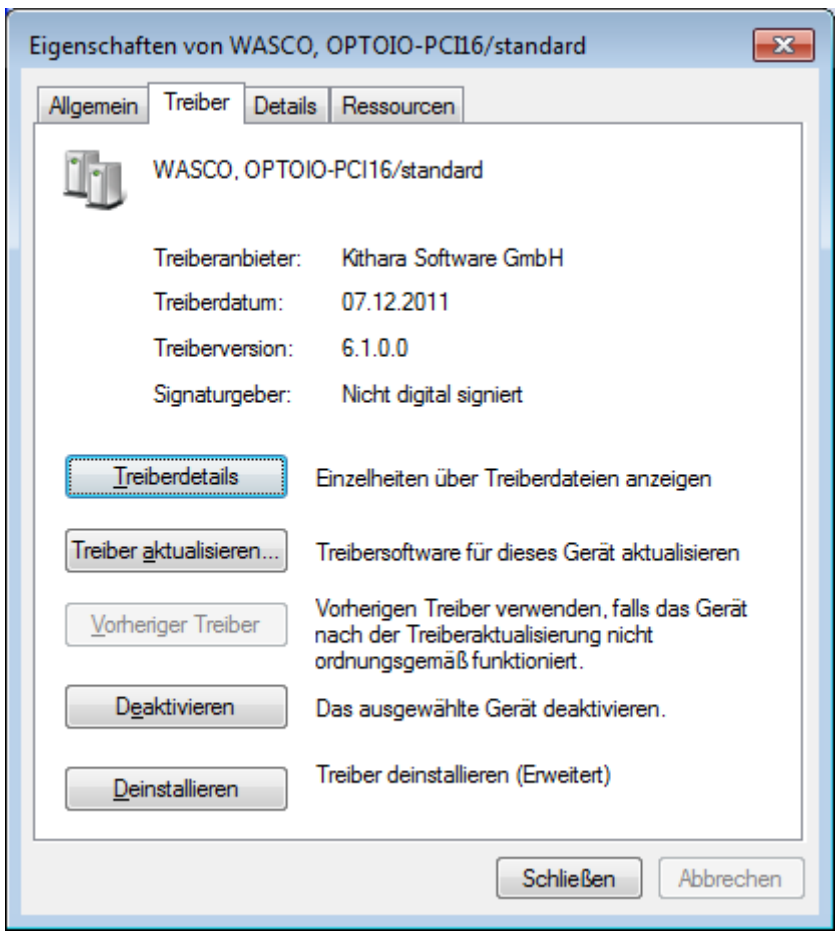 Eigenschaften von WASCO, OPTOIO-PCI16/standard
Allgemein Treiber Details Ressourcen
WASCO, OPTOIO-PCI16/standard
Treiberanbieter: Kithara Software GmbH
Treiberdatum: 07.12.2011
Treiberversion: 6.1.0.0
Signaturgeber: Nicht digital signiert
Treiberdetails Einzelheiten über Treiberdateien anzeigen
Treiber aktualisieren... Treibersoftware für dieses Gerät aktualisieren
Vorheriger Treiber Vorherigen Treiber verwenden, falls das Gerät
nach der Treiberaktualisierung nicht
ordnungsgemäß funktioniert.
Deaktivieren Das ausgewählte Gerät deaktivieren.
Deinstallieren Treiber deinstallieren (Erweitert)
Schließen Abbrechen